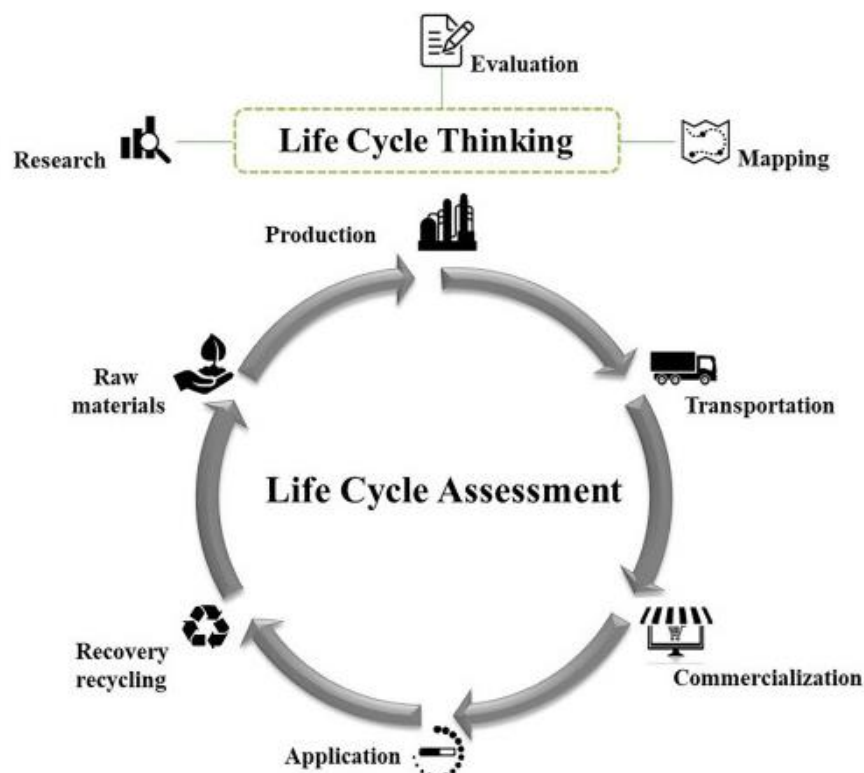 Evaluation
Life Cycle Thinking
Research
Mapping
Production
Raw
materials
Transportation
Life Cycle Assessment
Recovery
recycling
Commercialization
Application